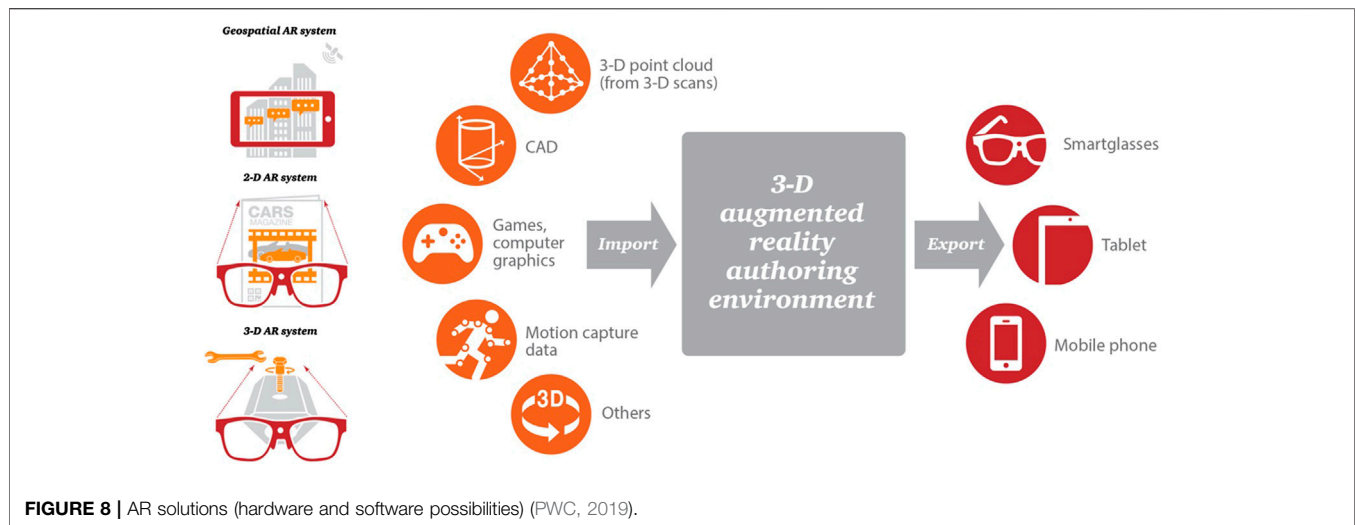 Geospatial AR system
2-D AR system
CARS
MAGAZINE
3-D AR system
3-D point cloud
(from 3-D scans)
CAD
Games,
computer
graphics
Motion capture
data
3D
Others
Import
3-D
augmented
reality
authoring
environment
Export
Smartglasses
Tablet
Mobile phone
FIGURE 8 | AR solutions (hardware and software possibilities) (PWC, 2019).